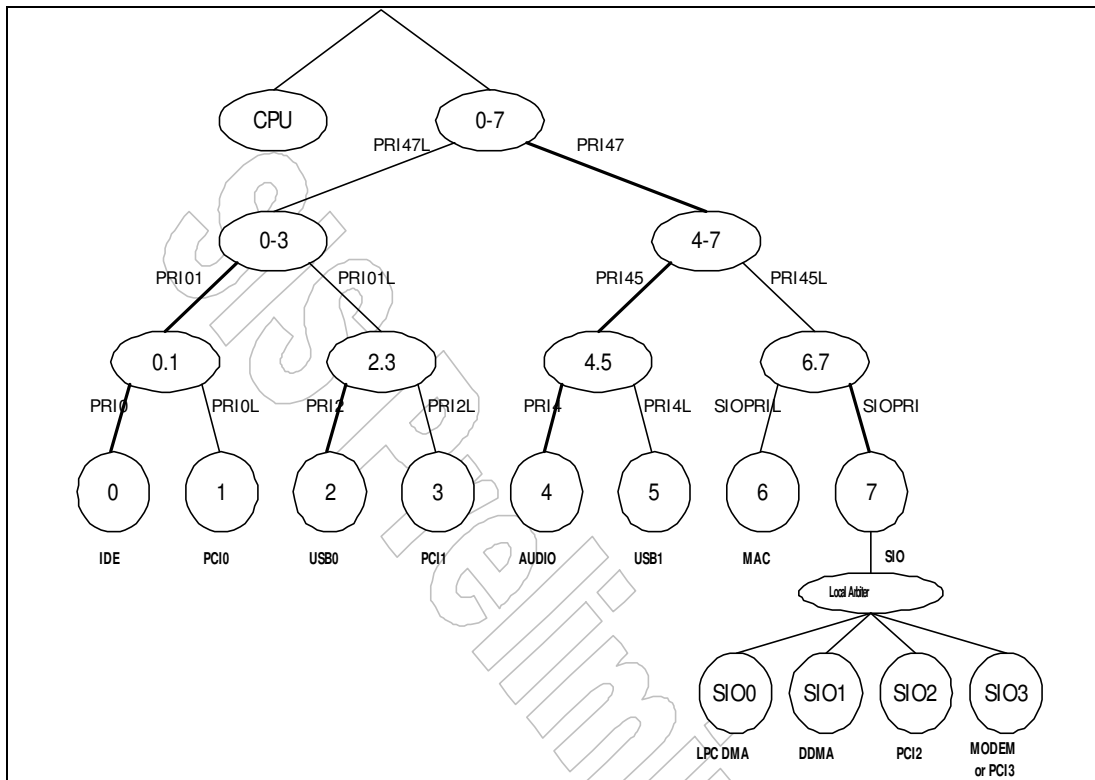 CPU
0-7
PRI47L
PRI47
0-3
4-7
PRI01
PRI01L
PRI45
PRI45L
0.1
2.3
4.5
6.7
PRI0
PRI0L
PRI2
PRI2L
PRI4
PRI4L
SIOPRIL
SIOPRI
0
1
2
3
4
5
6
7
IDE
PCI0
USB0
PCI1
AUDIO
USB1
MAC
SIO
Local Arbiter
SIO0
SIO1
SIO2
SIO3
LPC DMA
DDMA
PCI2
MODEM
or PCI3
SiS Prelimi